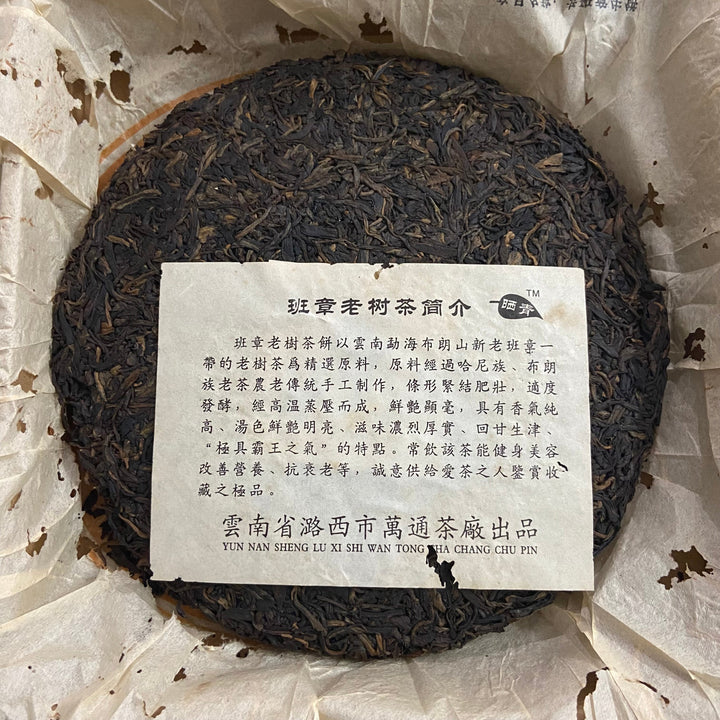 班章老树茶简介
晒青
TM
班章老樹茶餅以雲南勐海布朗山新老班章一
帶的老樹茶爲精選原料，原料經過哈尼族、布朗
族老茶農老傳統手工制作，條形緊結肥壯，適度
發酵，經高温蒸壓而成，鮮艷顯毫，具有香氣純
高、湯色鮮艷明亮、滋味濃烈厚實、回甘生津、
“極具霸王之氣”的特點。常飲該茶能健身美容
改善營養、抗衰老等，誠意供給愛茶之人鑒賞收
藏之極品。
雲南省潞西市萬通茶廠出品
YUN NAN SHENG LU XI SHI WAN TONG CHA CHANG CHU PIN